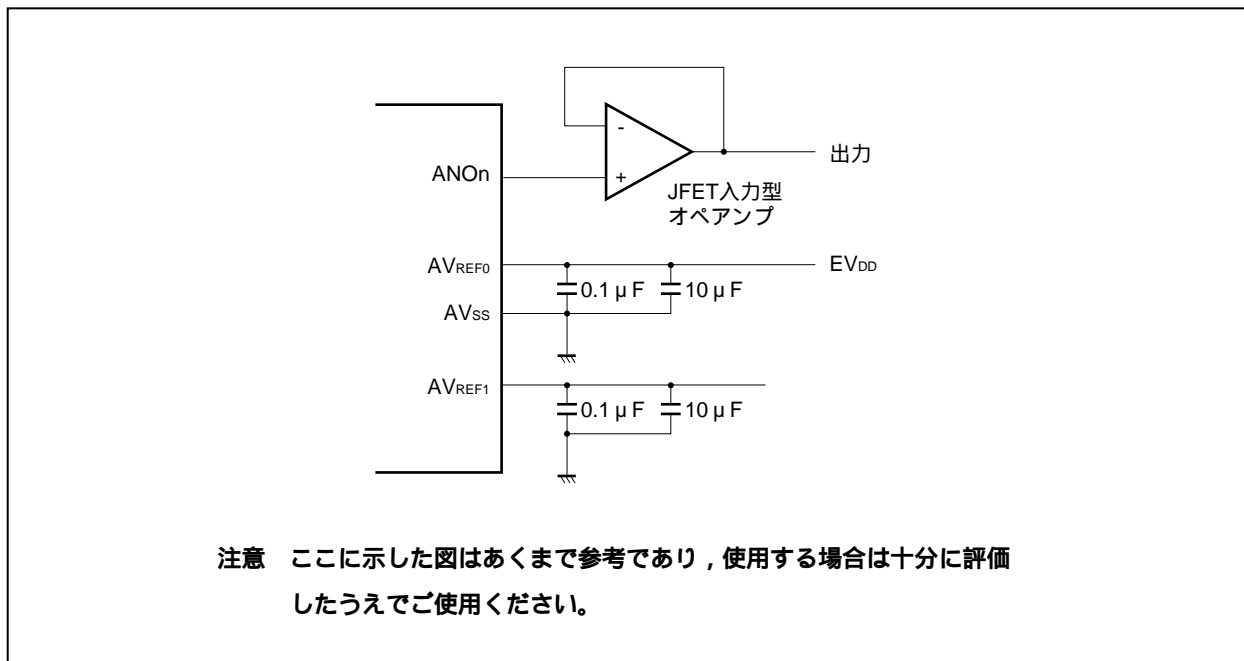 -
出力
ANOn
+
JFET入力型
オペアンプ
AVREF0
EVDD
0.1 μ F
10 μ F
AVSS
AVREF1
0.1 μ F
10 μ F
注意 ここに示した図はあくまで参考であり，使用する場合は十分に評価
したうえでご使用ください。